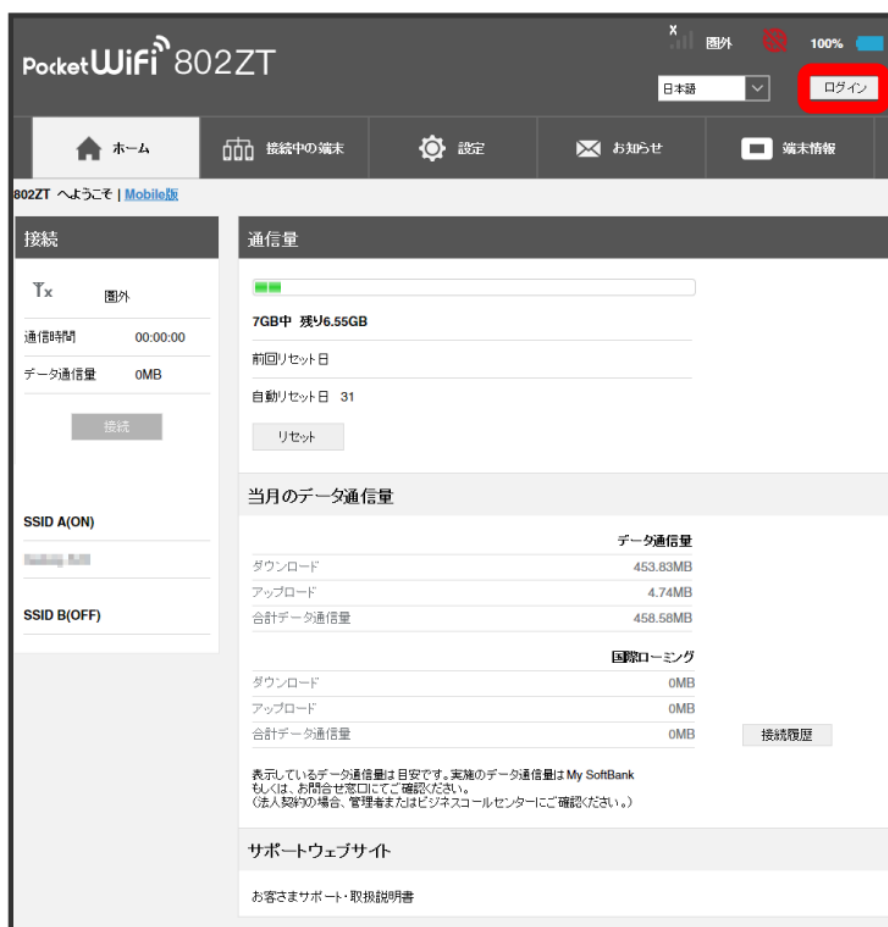 圏外 100%
PocketWiFi 802ZT
日本語 ログイン
ホーム 接続中の端末 設定 お知らせ 端末情報
802ZT へようこそ | Mobile版
接続
圏外
通信時間 00:00:00
データ通信量 0MB
接続
SSID A(ON)
SSID B(OFF)
通信量
7GB中 残り6.55GB
前回リセット日
自動リセット日 31
リセット
当月のデータ通信量
データ通信量
ダウンロード 453.83MB
アップロード 4.74MB
合計データ通信量 458.58MB
国際ローミング
ダウンロード 0MB
アップロード 0MB
合計データ通信量 0MB
接続履歴
表示しているデータ通信量は目安です。実施のデータ通信量は My SoftBank
もしくは、お問合せ窓口にてご確認ください。
(法人契約の場合、管理者またはビジネスコールセンターにご確認ください。)
サポートウェブサイト
お客さまサポート・取扱説明書